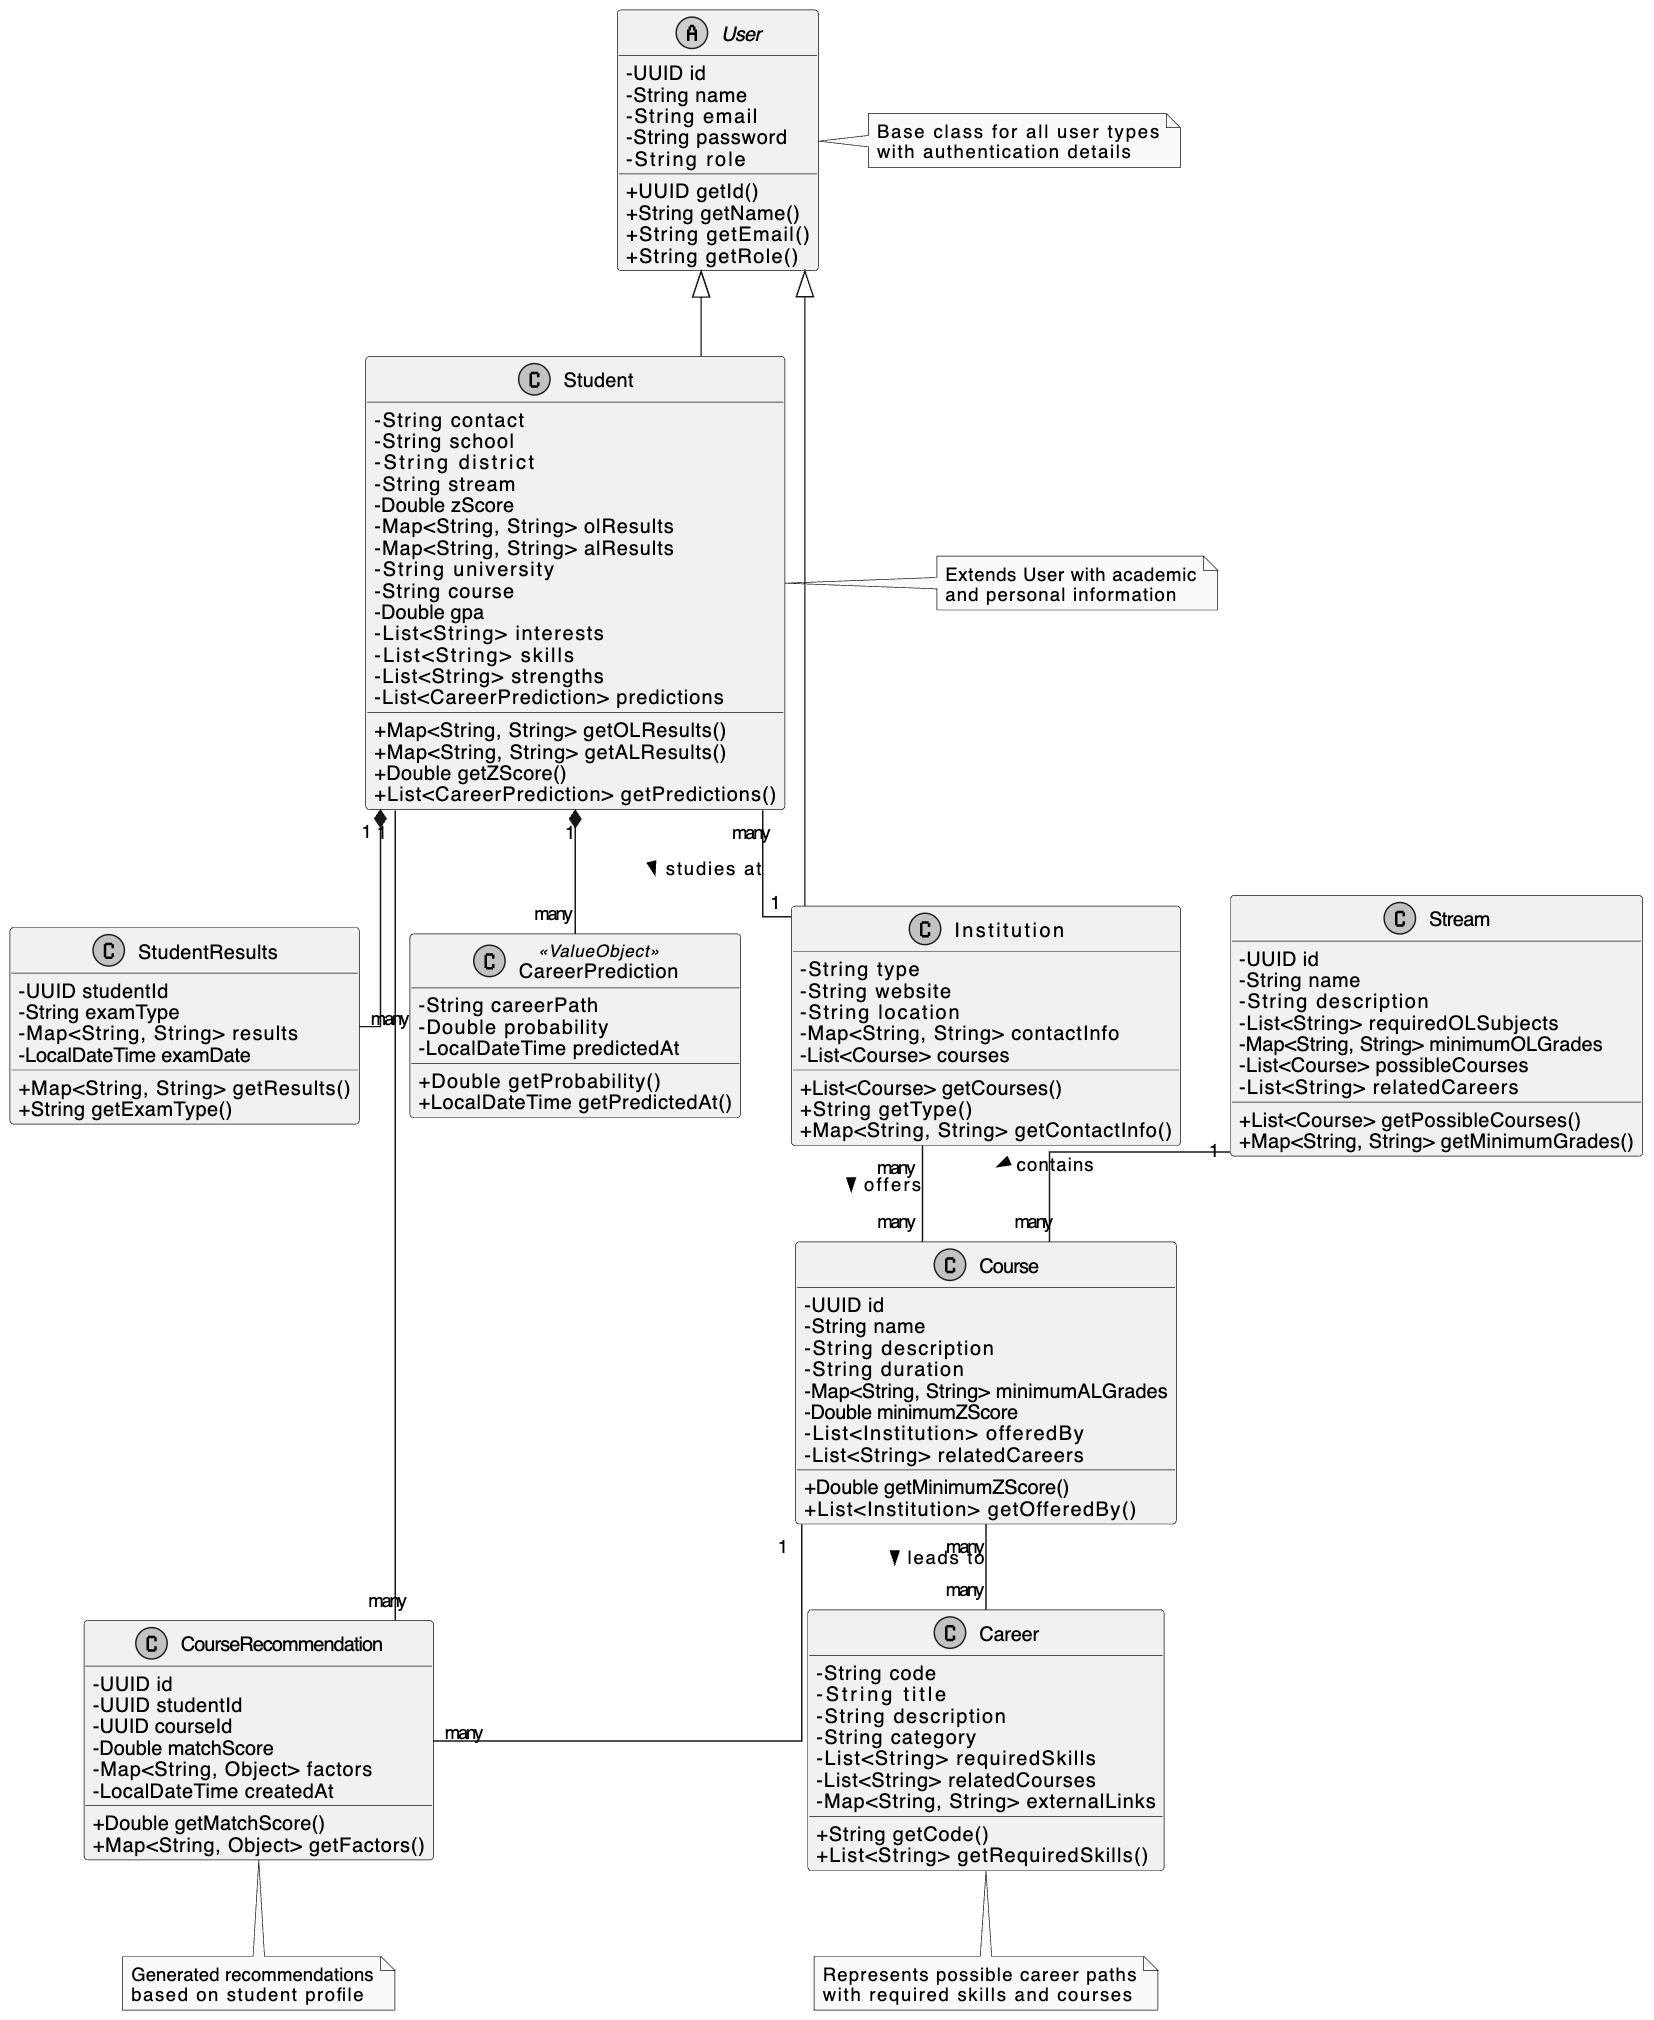 A User
-UUID id
-String name
-String email
-String password
-String role
+UUID getId()
+String getName()
+String getEmail()
+String getRole()
Base class for all user types
with authentication details
C Student
-String contact
-String school
-String district
-String stream
-Double zScore
-Map<String, String> olResults
-Map<String, String> alResults
-String university
-String course
-Double gpa
-List<String> interests
-List<String> skills
-List<String> strengths
-List<CareerPrediction> predictions
+Map<String, String> getOLResults()
+Map<String, String> getALResults()
+Double getZScore()
+List<CareerPrediction> getPredictions()
Extends User with academic
and personal information
1
1
1
many
studies at
1
many
many
C StudentResults
-UUID studentId
-String examType
-Map<String, String> results
-LocalDateTime examDate
+Map<String, String> getResults()
+String getExamType()
«ValueObject»
C CareerPrediction
-String careerPath
-Double probability
-LocalDateTime predictedAt
+Double getProbability()
+LocalDateTime getPredictedAt()
C Institution
-String type
-String website
-String location
-Map<String, String> contactInfo
-List<Course> courses
+List<Course> getCourses()
+String getType()
+Map<String, String> getContactInfo()
C Stream
-UUID id
-String name
-String description
-List<String> requiredOLSubjects
-Map<String, String> minimumOLGrades
-List<Course> possibleCourses
-List<String> relatedCareers
+List<Course> getPossibleCourses()
+Map<String, String> getMinimumGrades()
many
offers
many
1
contains
many
C Course
-UUID id
-String name
-String description
-String duration
-Map<String, String> minimumALGrades
-Double minimumZScore
-List<Institution> offeredBy
-List<String> relatedCareers
+Double getMinimumZScore()
+List<Institution> getOfferedBy()
1
many
leads to
many
many
many
C CourseRecommendation
-UUID id
-UUID studentId
-UUID courseId
-Double matchScore
-Map<String, Object> factors
-LocalDateTime createdAt
+Double getMatchScore()
+Map<String, Object> getFactors()
C Career
-String code
-String title
-String description
-String category
-List<String> requiredSkills
-List<String> relatedCourses
-Map<String, String> externalLinks
+String getCode()
+List<String> getRequiredSkills()
Generated recommendations
based on student profile
Represents possible career paths
with required skills and courses